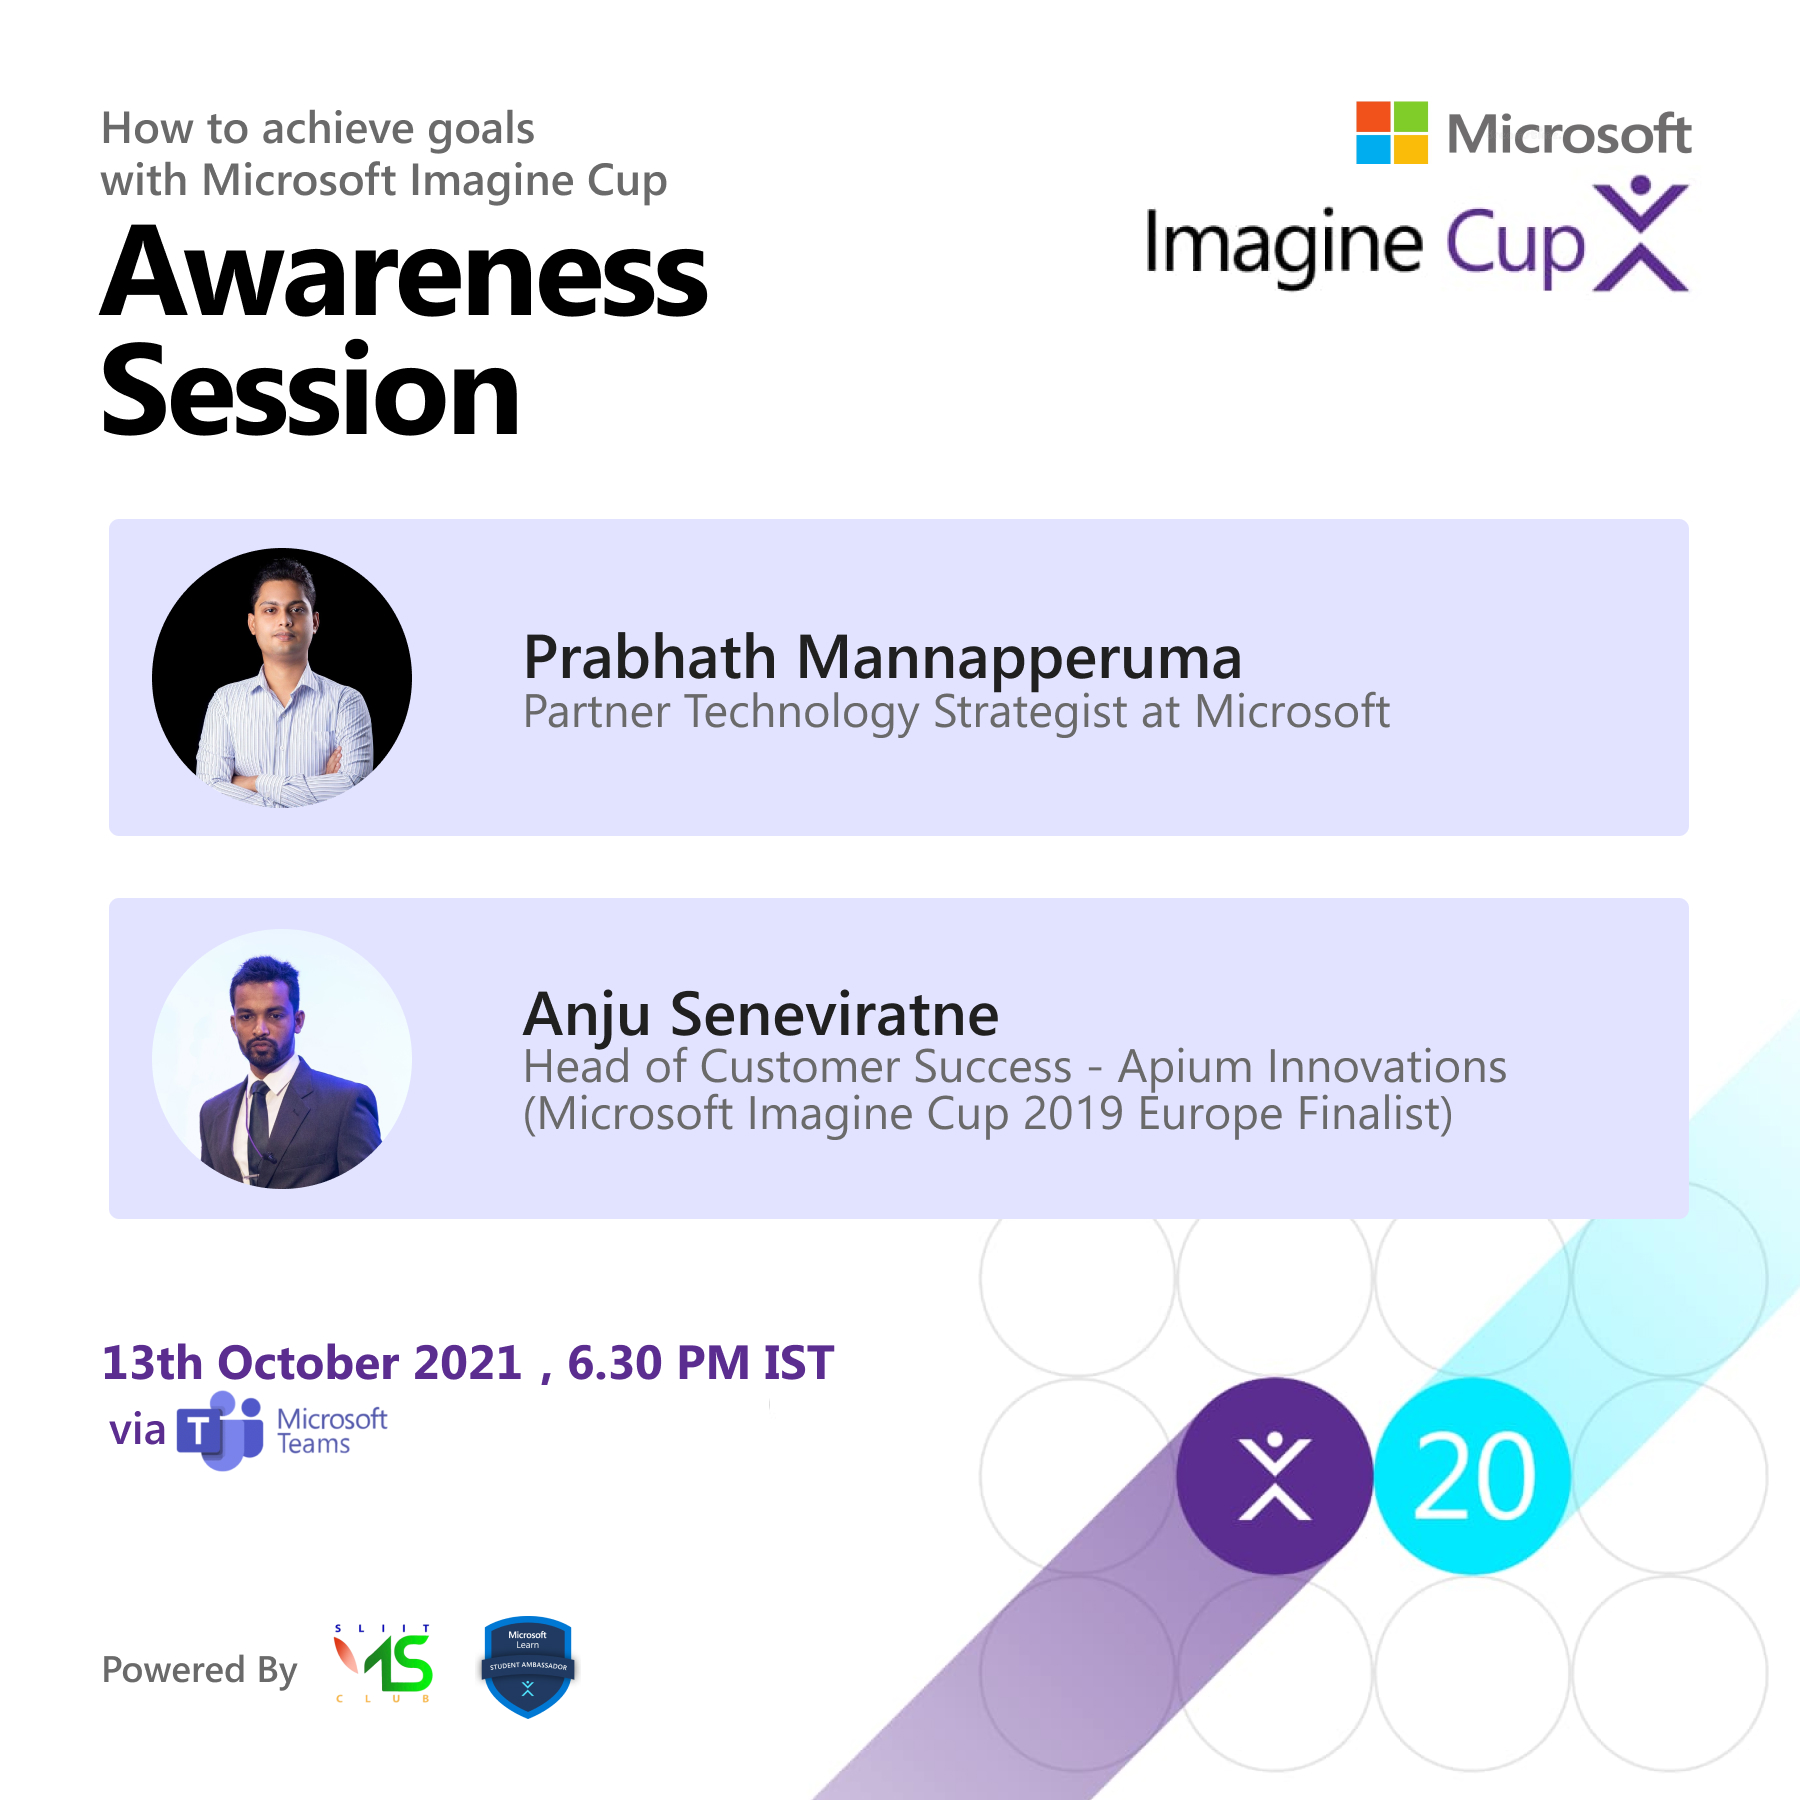 How to achieve goals
with Microsoft Imagine Cup
Awareness
Session
Microsoft
Imagine Cup
Prabhath Mannapperuma
Partner Technology Strategist at Microsoft
Anju Seneviratne
Head of Customer Success - Apium Innovations
(Microsoft Imagine Cup 2019 Europe Finalist)
13th October 2021 , 6.30 PM IST
via T Microsoft
Teams
20
Powered By
SLIIT
MS
CLUB
Microsoft
Learn
STUDENT AMBASSADOR